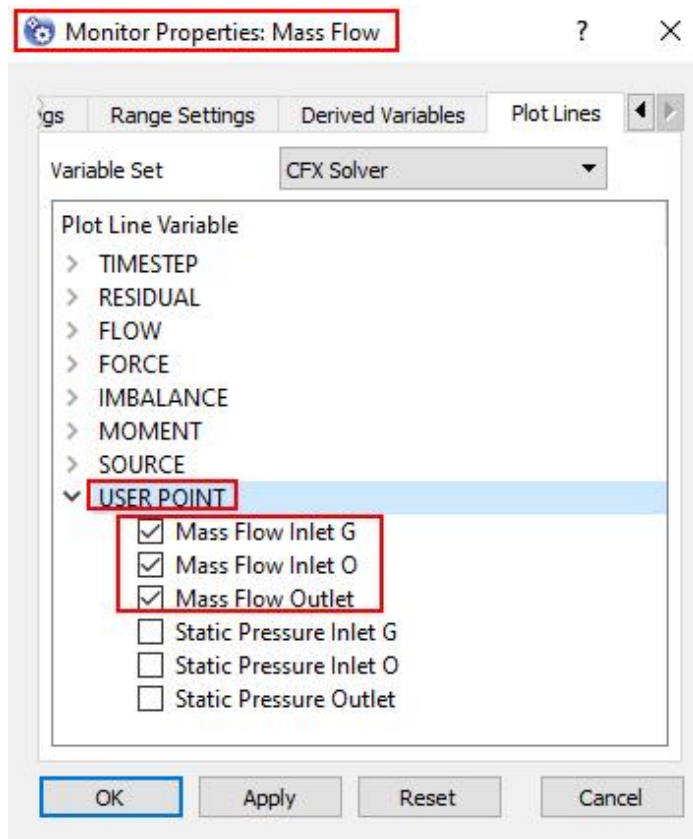 Monitor Properties: Mass Flow ? ×
gs Range Settings Derived Variables Plot Lines
Variable Set CFX Solver
Plot Line Variable
TIMESTEP
RESIDUAL
FLOW
FORCE
IMBALANCE
MOMENT
SOURCE
USER POINT
Mass Flow Inlet G
Mass Flow Inlet O
Mass Flow Outlet
Static Pressure Inlet G
Static Pressure Inlet O
Static Pressure Outlet
OK Apply Reset Cancel